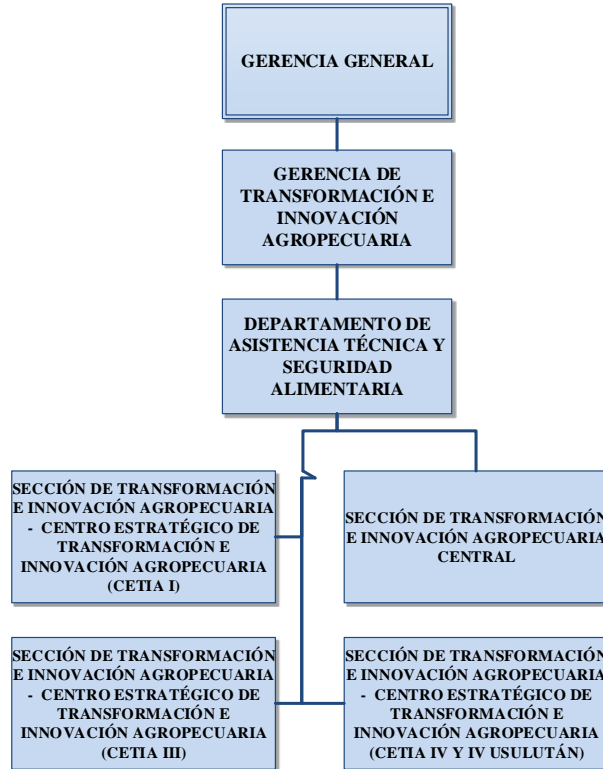 GERENCIA GENERAL
GERENCIA DE
TRANSFORMACIÓN E
INNOVACIÓN
AGROPECUARIA
DEPARTAMENTO DE
ASISTENCIA TÉCNICA Y
SEGURIDAD
ALIMENTARIA
SECCIÓN DE TRANSFORMACIÓN
E INNOVACIÓN AGROPECUARIA
- CENTRO ESTRATÉGICO DE
TRANSFORMACIÓN E
INNOVACIÓN AGROPECUARIA
(CETIA I)
SECCIÓN DE TRANSFORMACIÓN
E INNOVACIÓN AGROPECUARIA
CENTRAL
SECCIÓN DE TRANSFORMACIÓN
E INNOVACIÓN AGROPECUARIA
- CENTRO ESTRATÉGICO DE
TRANSFORMACIÓN E
INNOVACIÓN AGROPECUARIA
(CETIA III)
SECCIÓN DE TRANSFORMACIÓN
E INNOVACIÓN AGROPECUARIA
- CENTRO ESTRATÉGICO DE
TRANSFORMACIÓN E
INNOVACIÓN AGROPECUARIA
(CETIA IV Y IV USULUTÁN)